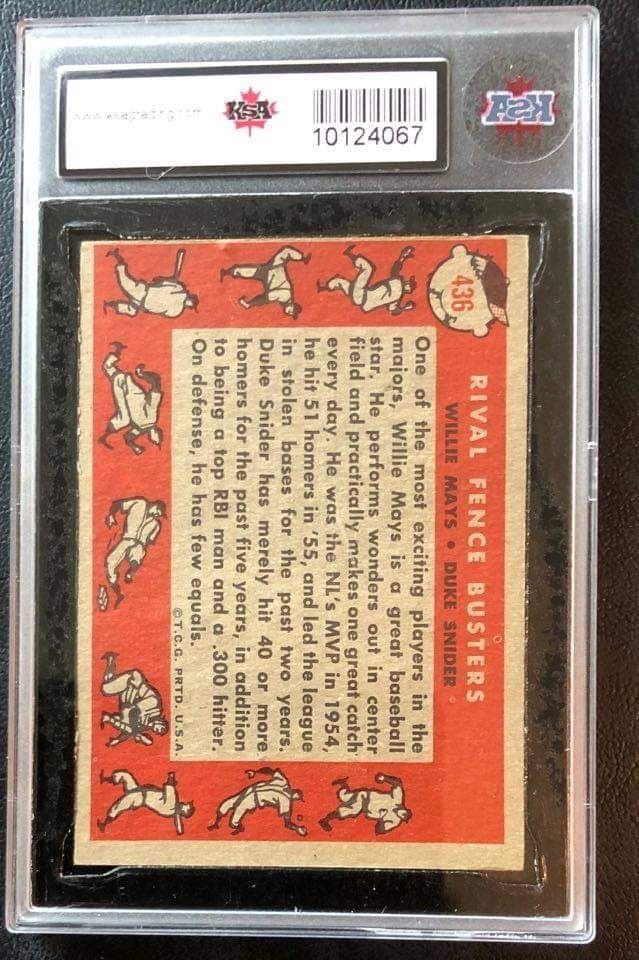 www.ksagrading.com
KSA
10124067
KSA
436
RIVAL FENCE BUSTERS
WILLIE MAYS • DUKE SNIDER
One of the most exciting players in the
majors, Willie Mays is a great baseball
star. He performs wonders out in center
field and practically makes one great catch
every day. He was the NL's MVP in 1954,
he hit 51 homers in '55, and led the league
in stolen bases for the past two years.
Duke Snider has merely hit 40 or more
homers for the past five years, in addition
to being a top RBI man and a .300 hitter.
On defense, he has few equals.
©T.C.G. PRTD. U.S.A.